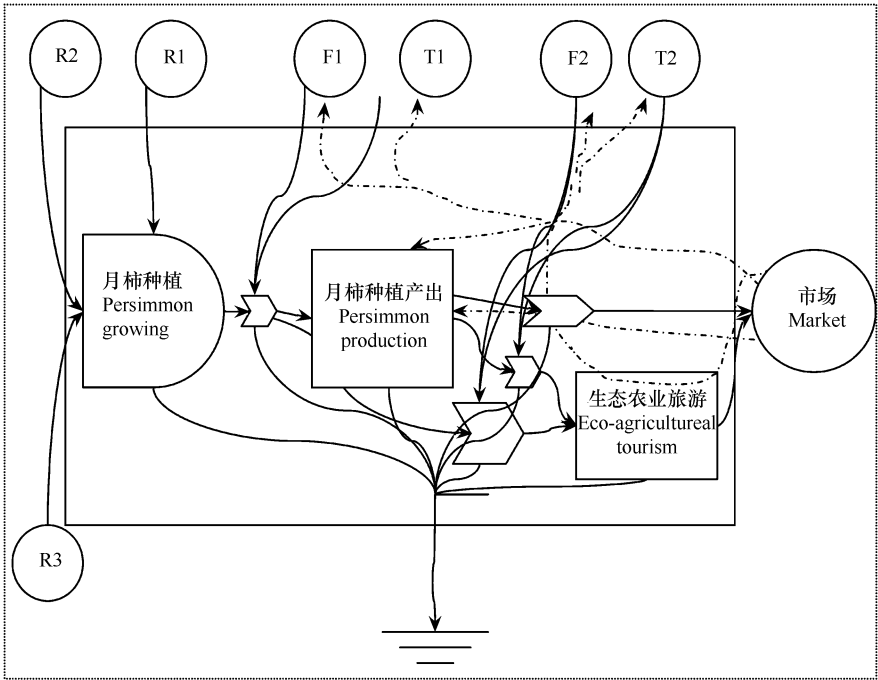 R2
R1
F1
T1
F2
T2
月柿种植
Persimmon
growing
月柿种植产出
Persimmon
production
市场
Market
生态农业旅游
Eco-agricultureal
tourism
R3